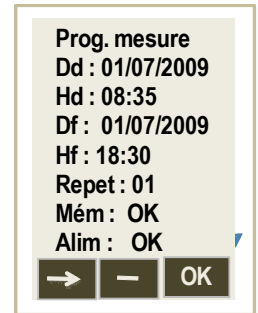 Prog. mesure
Dd : 01/07/2009
Hd : 08:35
Df : 01/07/2009
Hf : 18:30
Repet : 01
Mém : OK
Alim : OK
→ – OK